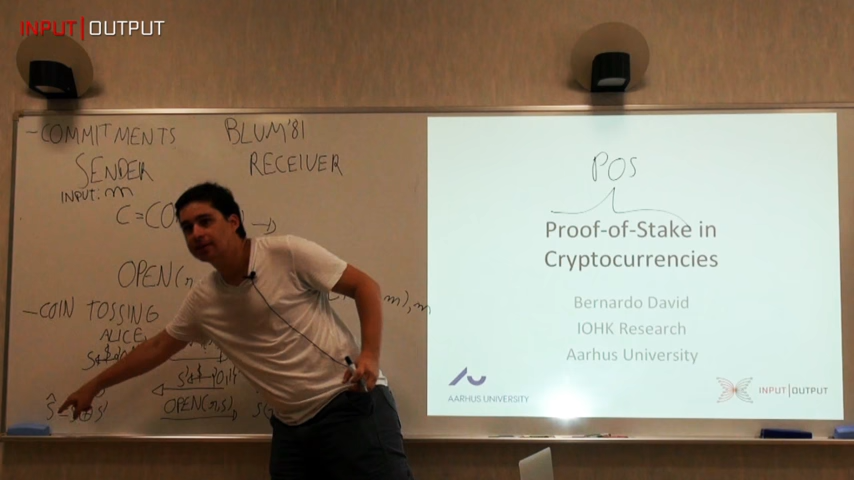 INPUT|OUTPUT
-COMMITMENTS BLUM'81
SENDER RECEIVER
INPUT: m
C=CO
OPEN(
m), m
-COIN TOSSING
ALICE
OPEN(r,s)
POS
Proof-of-Stake in
Cryptocurrencies
Bernardo David
IOHK Research
Aarhus University
AARHUS UNIVERSITY
INPUT|OUTPUT